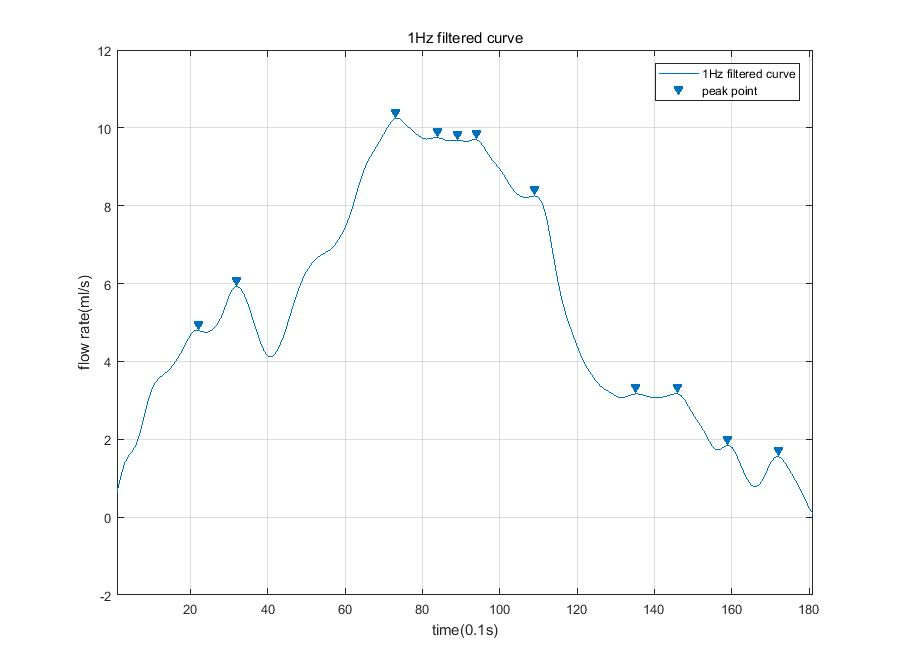 1Hz filtered curve
12
10
8
6
4
2
0
-2
flow rate(ml/s)
1Hz filtered curve
peak point
20 40 60 80 100 120 140 160 180
time(0.1s)